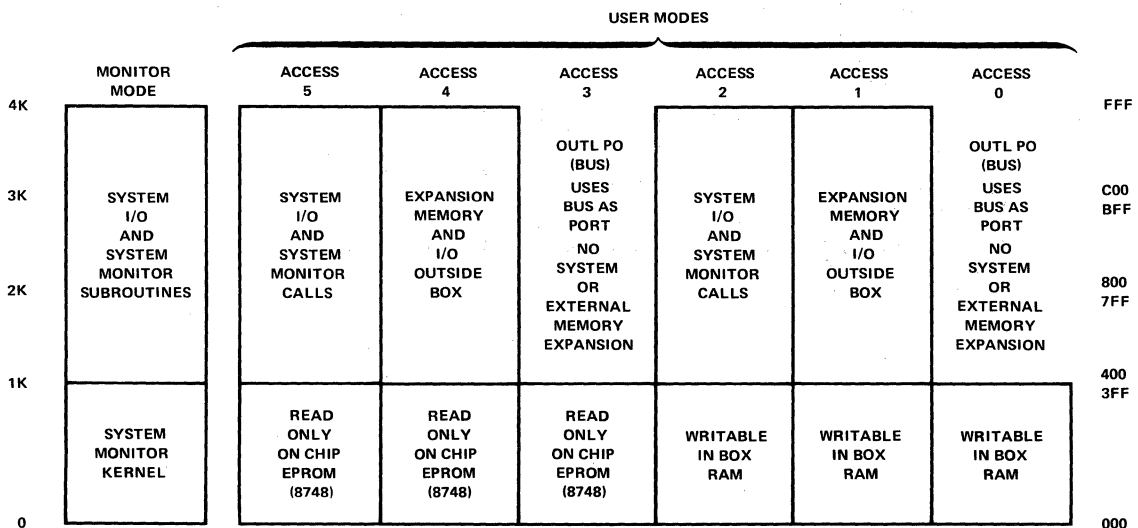 USER MODES
MONITOR
MODE
ACCESS
5
ACCESS
4
ACCESS
3
ACCESS
2
ACCESS
1
ACCESS
0
4K
FFF
SYSTEM
I/O
AND
SYSTEM
MONITOR
SUBROUTINES
SYSTEM
I/O
AND
SYSTEM
MONITOR
CALLS
EXPANSION
MEMORY
AND
I/O
OUTSIDE
BOX
OUTL PO
(BUS)
USES
BUS AS
PORT
NO
SYSTEM
OR
EXTERNAL
MEMORY
EXPANSION
SYSTEM
I/O
AND
SYSTEM
MONITOR
CALLS
EXPANSION
MEMORY
AND
I/O
OUTSIDE
BOX
OUTL PO
(BUS)
USES
BUS AS
PORT
NO
SYSTEM
OR
EXTERNAL
MEMORY
EXPANSION
3K
C00
BFF
2K
800
7FF
1K
400
3FF
SYSTEM
MONITOR
KERNEL
READ
ONLY
ON CHIP
EPROM
(8748)
READ
ONLY
ON CHIP
EPROM
(8748)
READ
ONLY
ON CHIP
EPROM
(8748)
WRITABLE
IN BOX
RAM
WRITABLE
IN BOX
RAM
WRITABLE
IN BOX
RAM
0
000